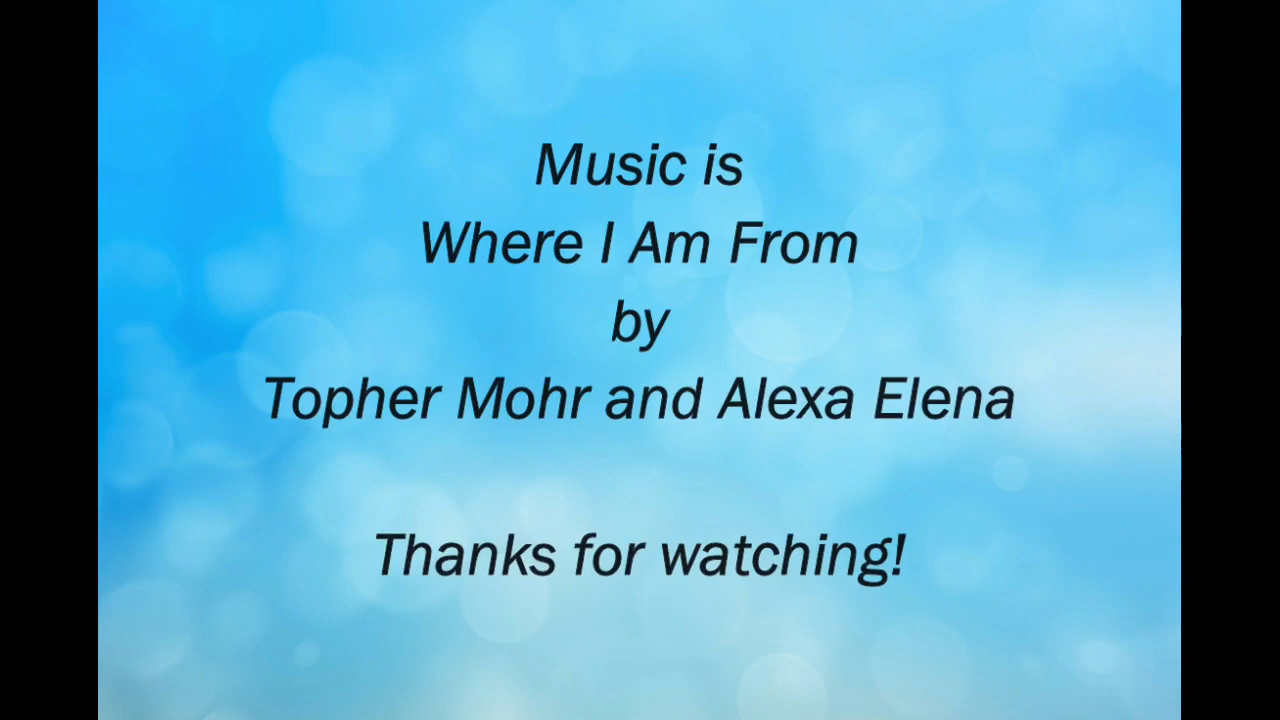 Music is
Where I Am From
by
Topher Mohr and Alexa Elena
Thanks for watching!